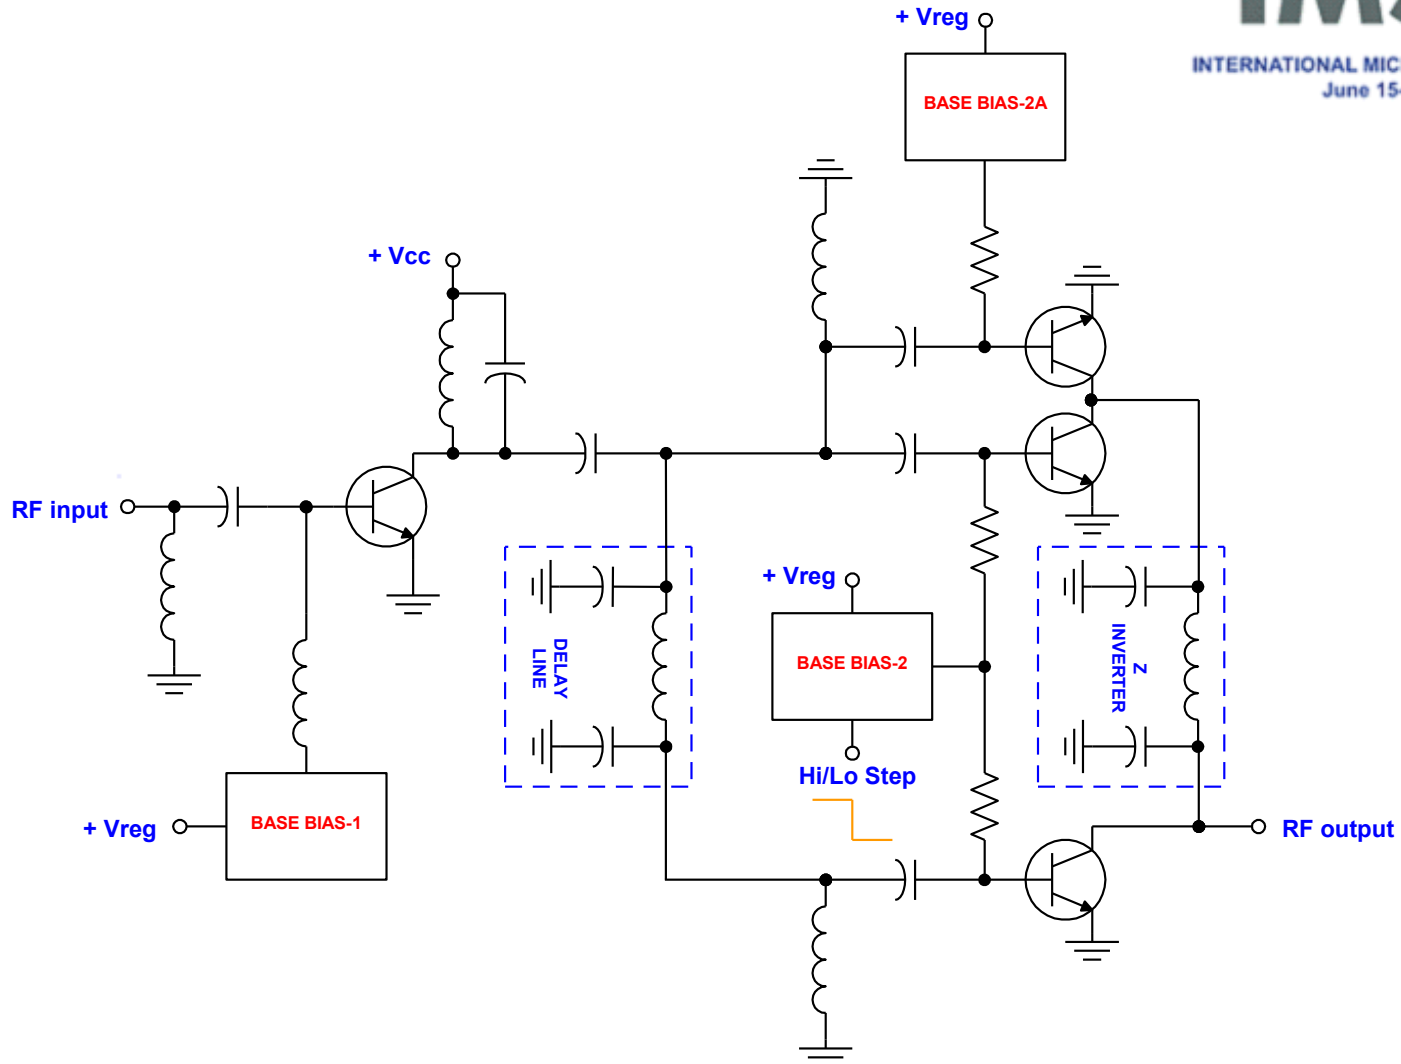 + Vreg
INTERNATIONAL
June 15-
BASE BIAS-2A
+ Vcc
RF input
+ Vreg
DELAY
LINE
BASE BIAS-2
Z
INVERTER
Hi/Lo Step
+ Vreg
BASE BIAS-1
RF output